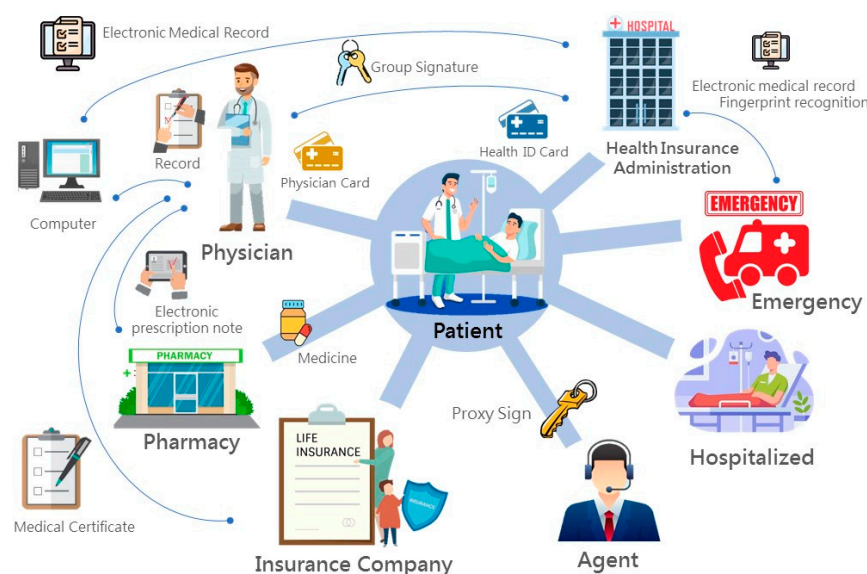 Electronic Medical Record
HOSPITAL
Group Signature
Electronic medical record
Fingerprint recognition
Record
Health ID Card
Health Insurance
Administration
Physician Card
Computer
EMERGENCY
Physician
Emergency
Electronic
prescription note
Patient
PHARMACY
Medicine
Pharmacy
Proxy Sign
LIFE
INSURANCE
Hospitalized
INSURANCE
Medical Certificate
Insurance Company
Agent